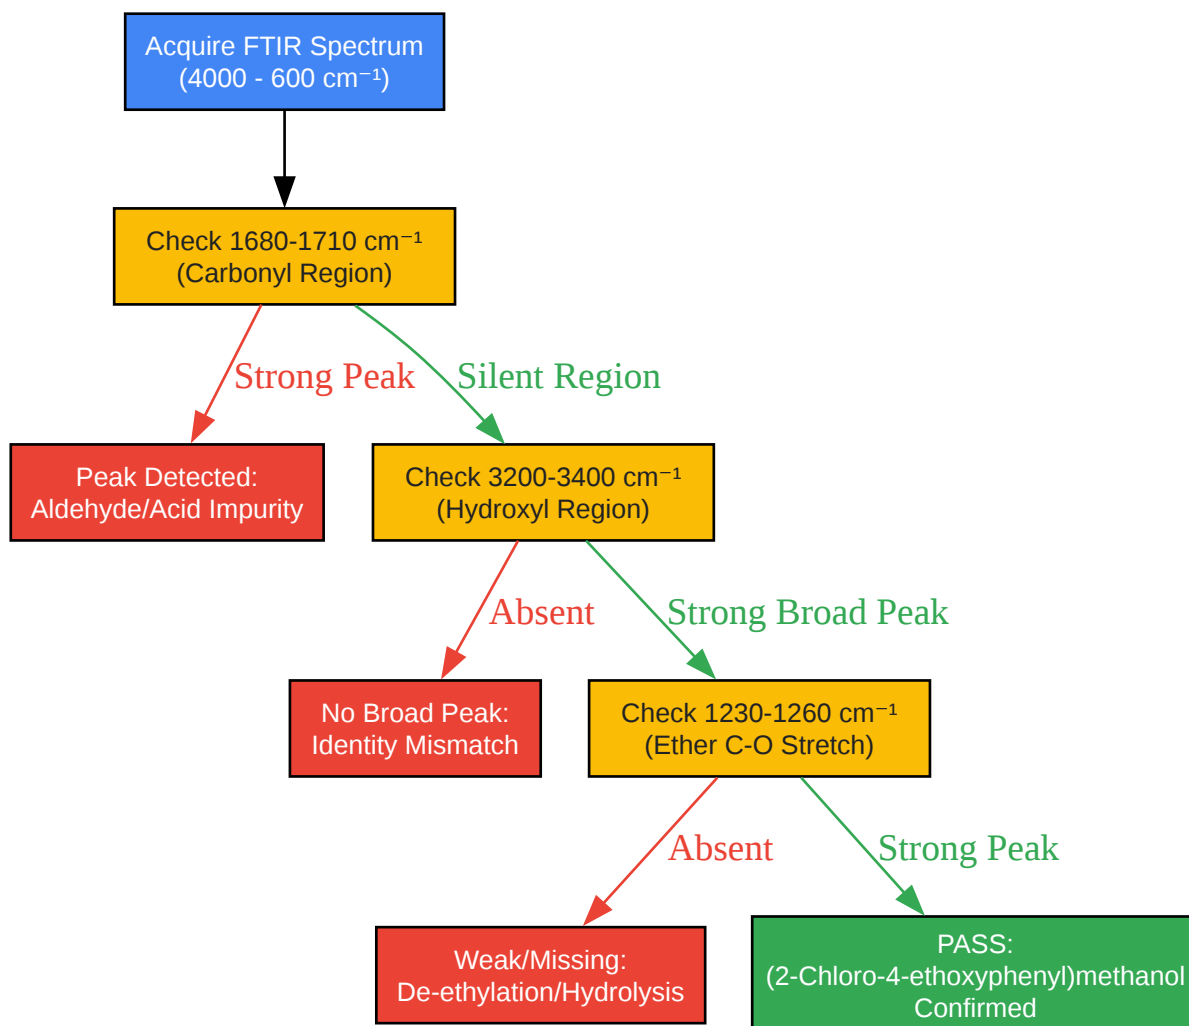 Acquire FTIR Spectrum
(4000 - 600 cm⁻¹)
Check 1680-1710 cm⁻¹
(Carbonyl Region)
Strong Peak
Silent Region
Peak Detected:
Aldehyde/Acid Impurity
Check 3200-3400 cm⁻¹
(Hydroxyl Region)
Absent
Strong Broad Peak
No Broad Peak:
Identity Mismatch
Check 1230-1260 cm⁻¹
(Ether C-O Stretch)
Absent
Strong Peak
Weak/Missing:
De-ethylation/Hydrolysis
PASS:
(2-Chloro-4-ethoxyphenyl)methanol
Confirmed